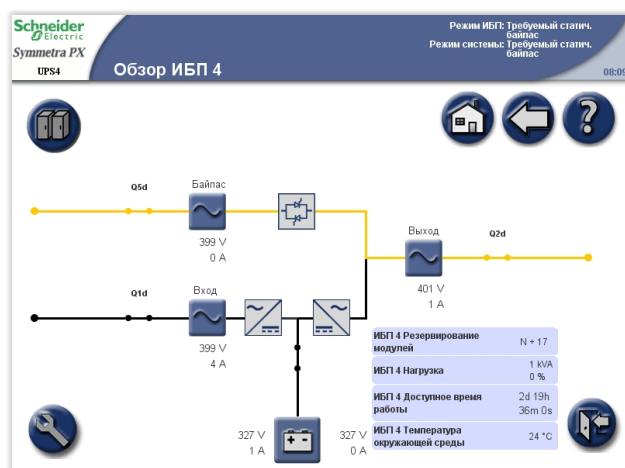 Schneider
Electric
Symmetra PX
UPS4
Обзор ИБП 4
Режим ИБП: Требуемый статич.
байпас
Режим системы: Требуемый статич.
байпас
08:09
Q5d
Байпас
399 V
0 A
Выход
Q2d
401 V
1 A
Q1d
Вход
399 V
4 A
327 V
1 A
327 V
0 A
ИБП 4 Резервирование
модулей
N + 17
ИБП 4 Нагрузка
1 kVA
0 %
ИБП 4 Доступное время
работы
2d 19h
36m 0s
ИБП 4 Температура
окружающей среды
24 °C